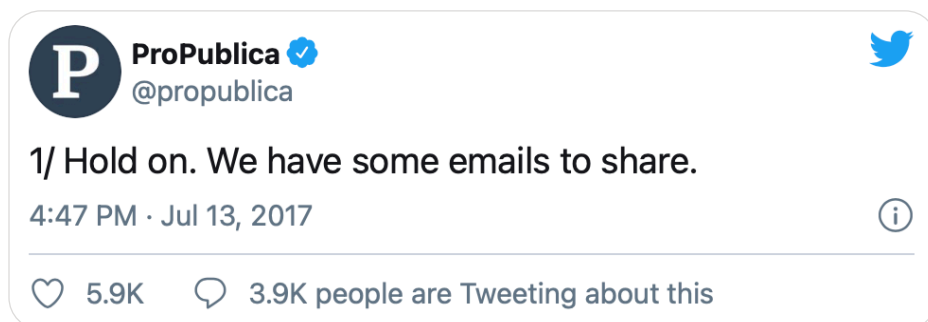 P
ProPublica
@propublica
1/ Hold on. We have some emails to share.
4:47 PM · Jul 13, 2017
5.9K 3.9K people are Tweeting about this